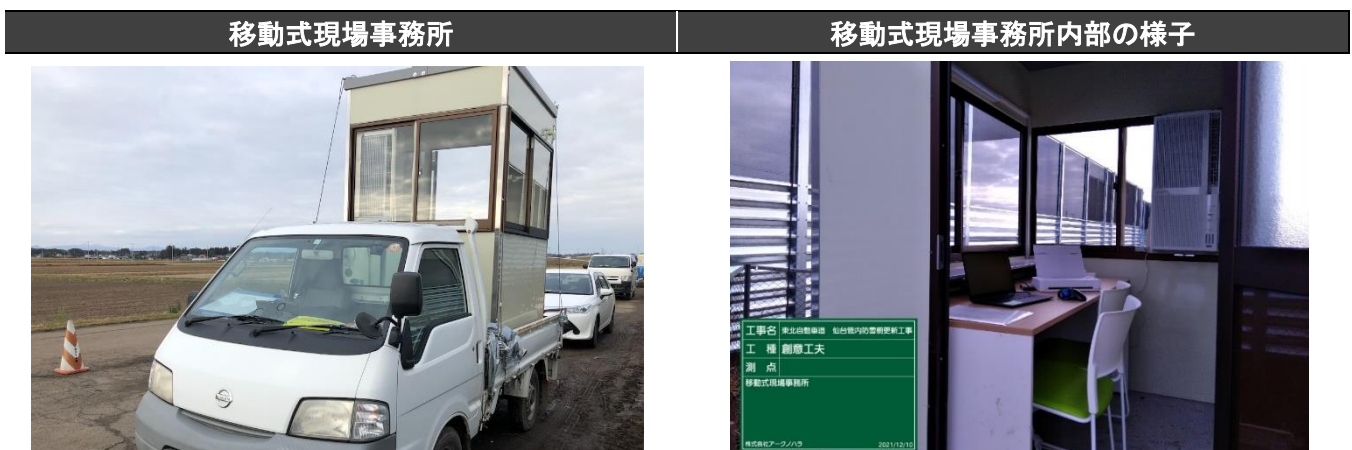 移動式現場事務所
移動式現場事務所内部の様子
工事名 東北自動車道 仙台管内防雪柵更新工事
工種 創意工夫
測点
移動式現場事務所
株式会社アークノハラ 2021/12/10